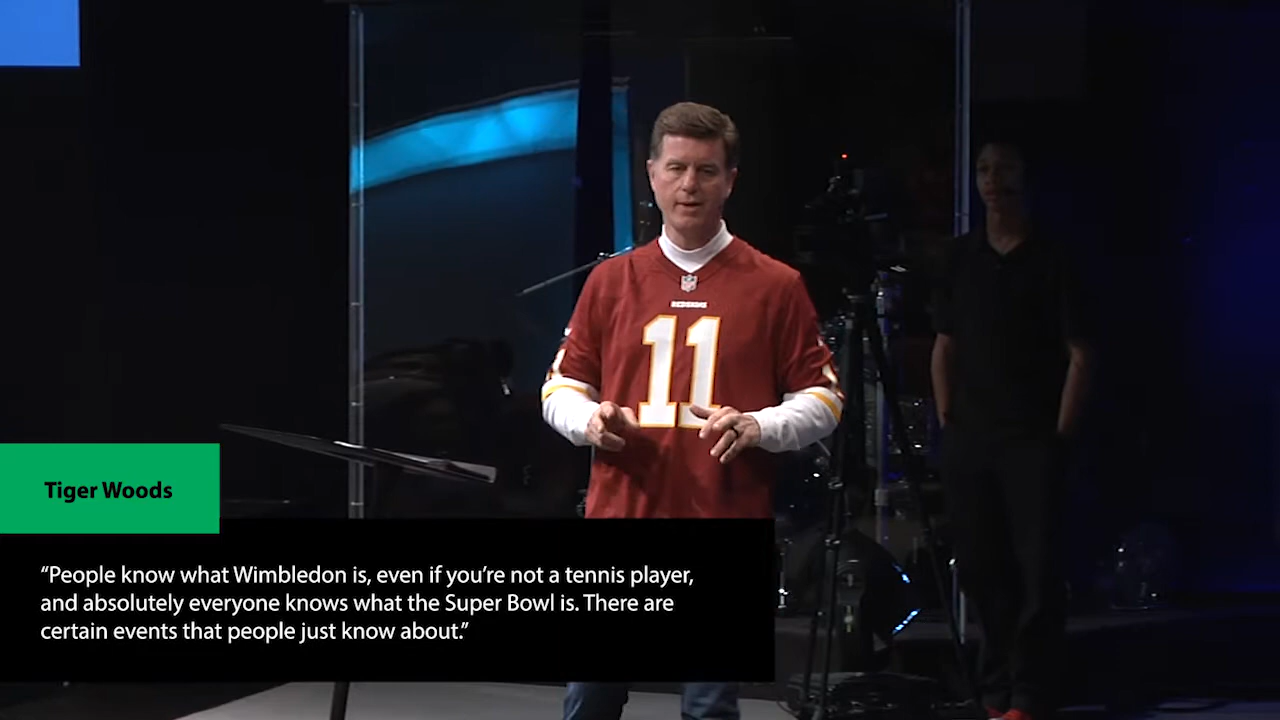 11
Tiger Woods
“People know what Wimbledon is, even if you’re not a tennis player,
and absolutely everyone knows what the Super Bowl is. There are
certain events that people just know about.”